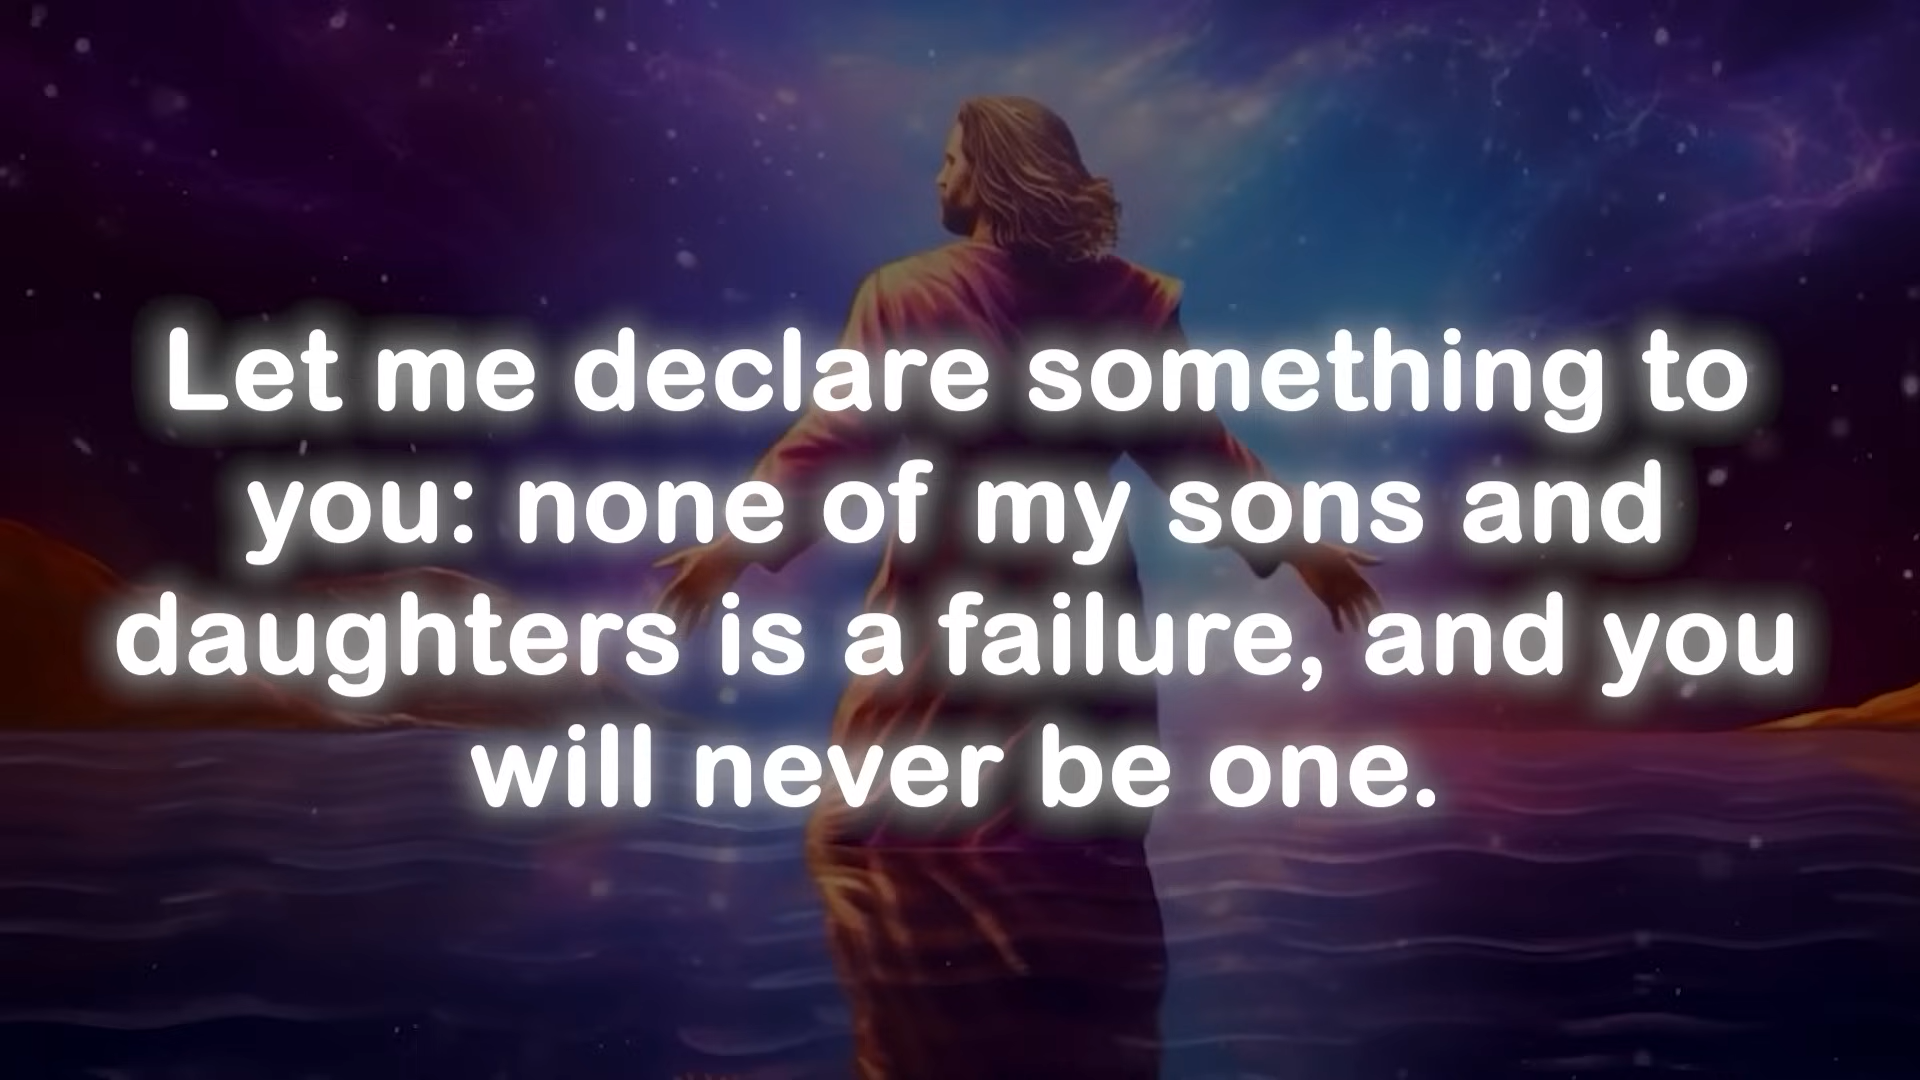 Let me declare something to
you: none of my sons and
daughters is a failure, and you
will never be one.